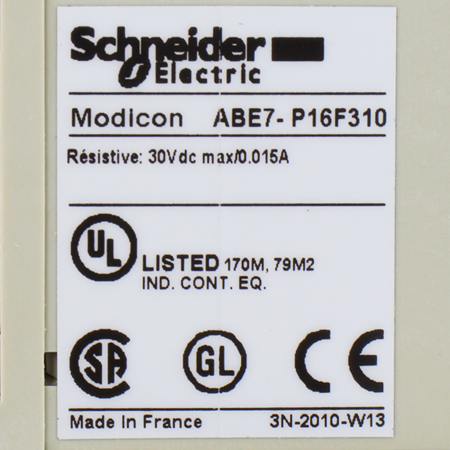 Schneider
Electric
Modicon ABE7- P16F310
Résistive: 30Vdc max/0.015A
UL
LISTED 170M, 79M2
IND. CONT. EQ.
SA GL CE
Made In France 3N-2010-W13